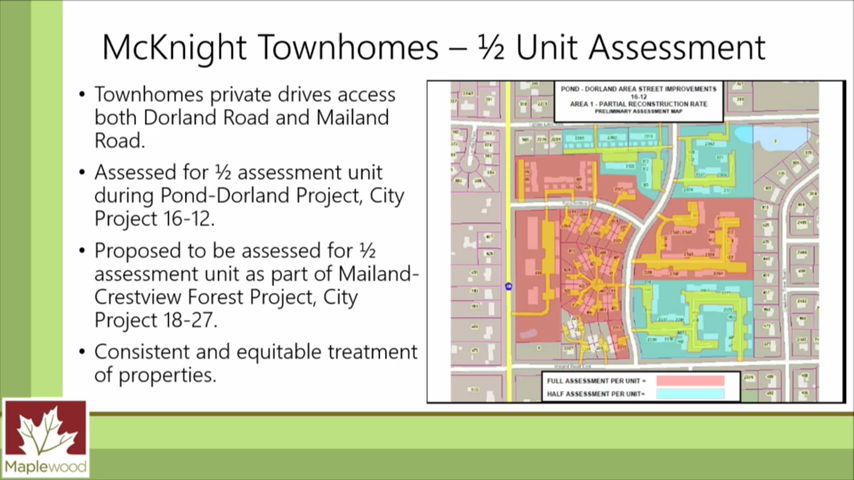 McKnight Townhomes – ½ Unit Assessment
• Townhomes private drives access
both Dorland Road and Mailand
Road.
• Assessed for ½ assessment unit
during Pond-Dorland Project, City
Project 16-12.
• Proposed to be assessed for ½
assessment unit as part of Mailand-
Crestview Forest Project, City
Project 18-27.
• Consistent and equitable treatment
of properties.
POND - DORLAND AREA STREET IMPROVEMENTS
16-12
AREA 1 - PARTIAL RECONSTRUCTION RATE
PRELIMINARY ASSESSMENT MAP
FULL ASSESSMENT PER UNIT =
HALF ASSESSMENT PER UNIT=
Maplewood